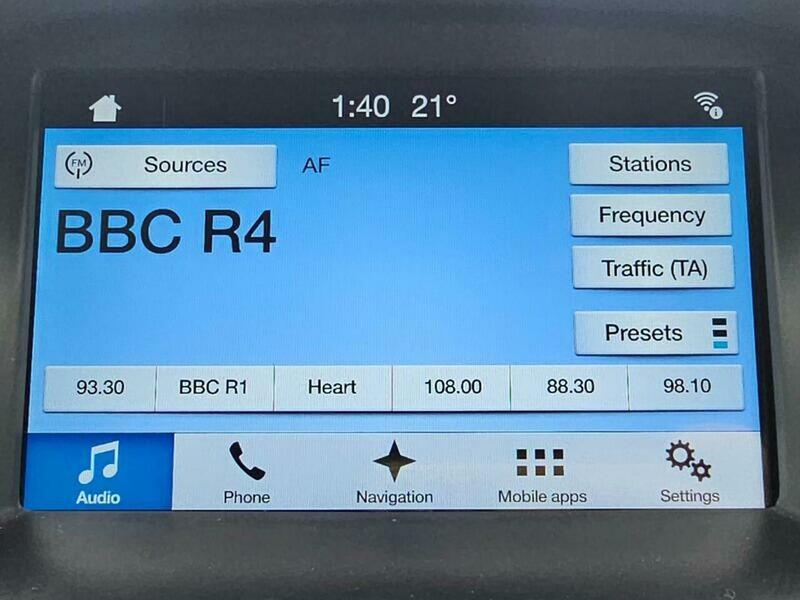 1:40 21°
FM Sources AF Stations
BBC R4
Frequency
Traffic (TA)
Presets
93.30 BBC R1 Heart 108.00 88.30 98.10
Audio Phone Navigation Mobile apps Settings